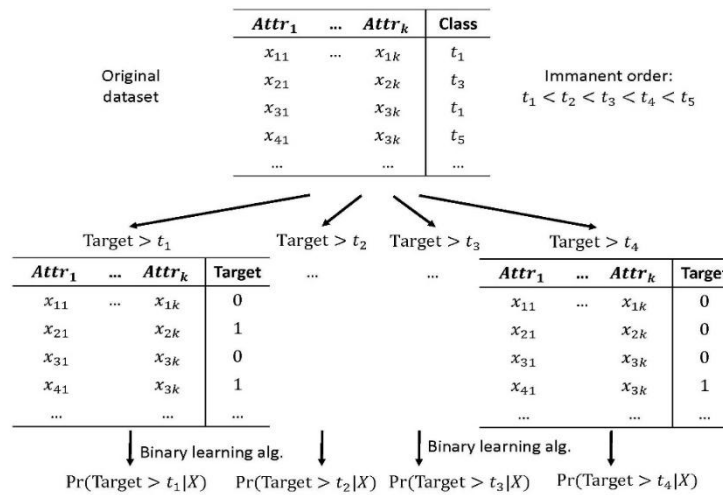 Attr₁ ... Attrₖ Class
x₁₁ ... x₁ₖ t₁
Original dataset
x₂₁ x₂ₖ t₃
x₃₁ x₃ₖ t₁
x₄₁ x₃ₖ t₅
... ... ...
Immanent order:
t₁ < t₂ < t₃ < t₄ < t₅
Target > t₁ Target > t₂ Target > t₃ Target > t₄
Attr₁ ... Attrₖ Target
x₁₁ ... x₁ₖ 0
x₂₁ x₂ₖ 1
x₃₁ x₃ₖ 0
x₄₁ x₃ₖ 1
... ... ...
... ...
Attr₁ ... Attrₖ Target
x₁₁ ... x₁ₖ 0
x₂₁ x₂ₖ 0
x₃₁ x₃ₖ 0
x₄₁ x₃ₖ 1
... ... ...
Binary learning alg. Binary learning alg.
Pr(Target > t₁|X) Pr(Target > t₂|X) Pr(Target > t₃|X) Pr(Target > t₄|X)